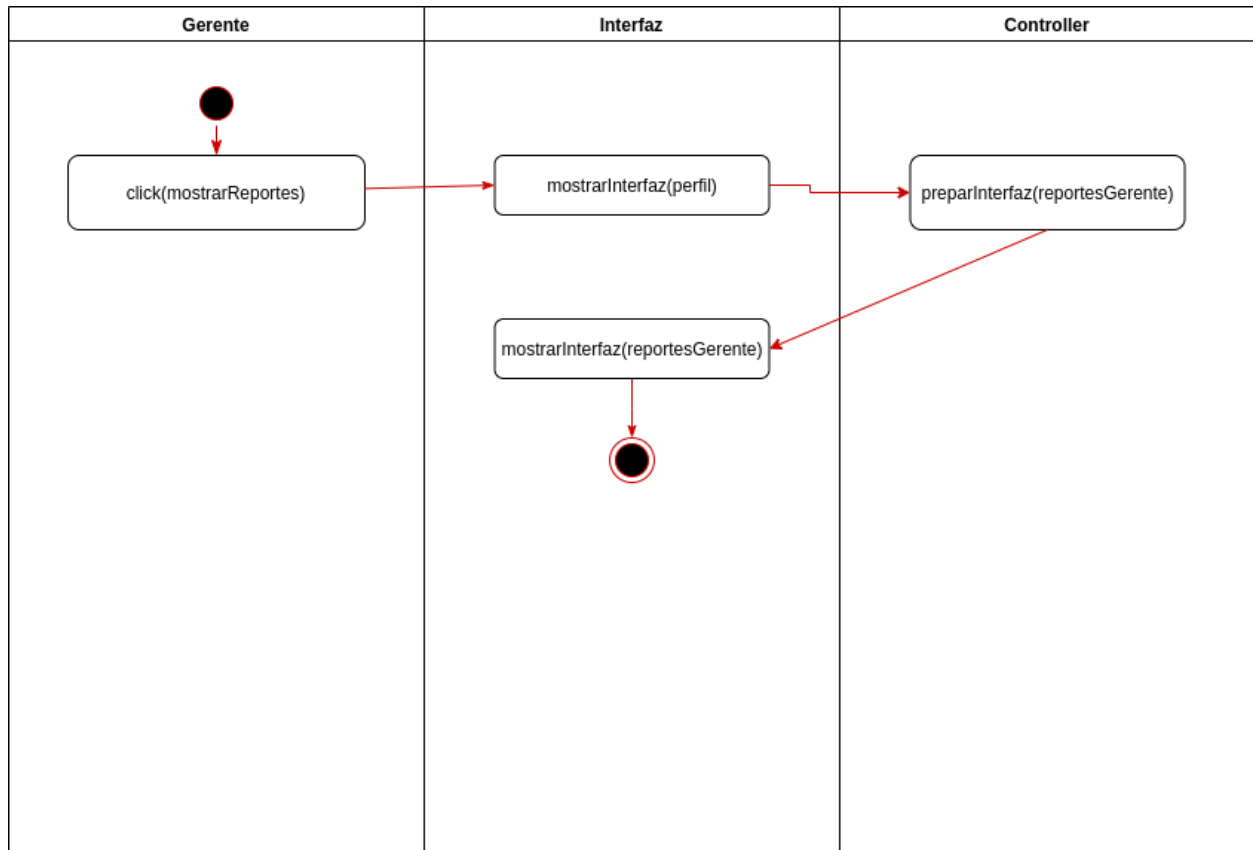 Gerente
Interfaz
Controller
click(mostrarReportes)
mostrarInterfaz(perfil)
preparInterfaz(reportesGerente)
mostrarInterfaz(reportesGerente)